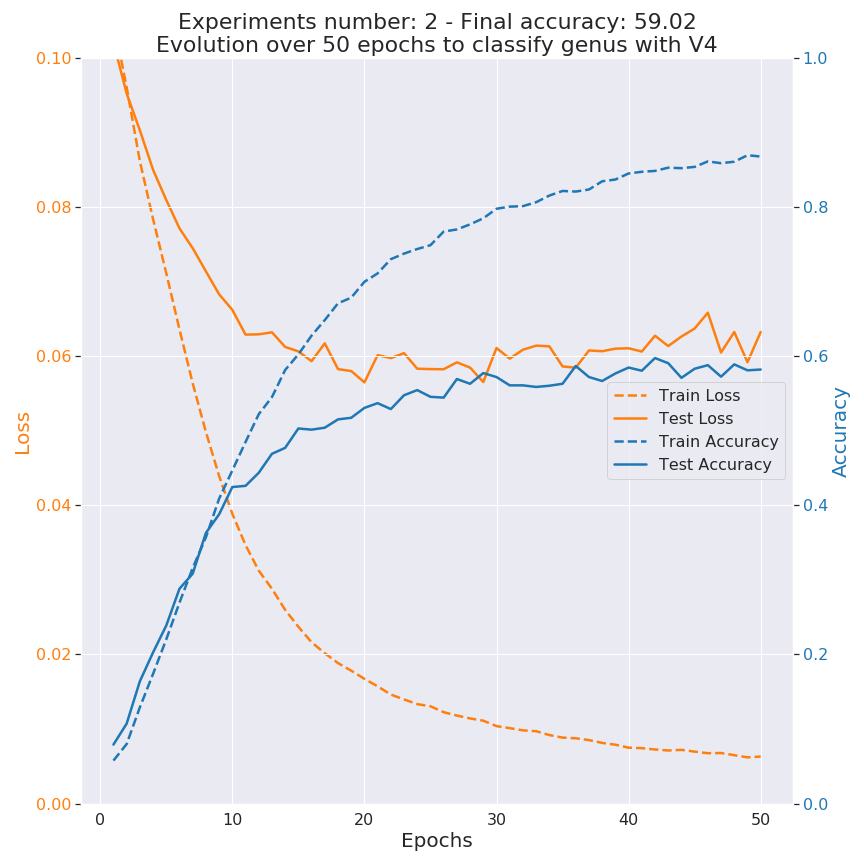 Experiments number: 2 - Final accuracy: 59.02
Evolution over 50 epochs to classify genus with V4
0.10
0.08
0.06
0.04
0.02
0.00
Loss
1.0
0.8
0.6
0.4
0.2
0.0
Accuracy
Train Loss
Test Loss
Train Accuracy
Test Accuracy
0 10 20 30 40 50
Epochs